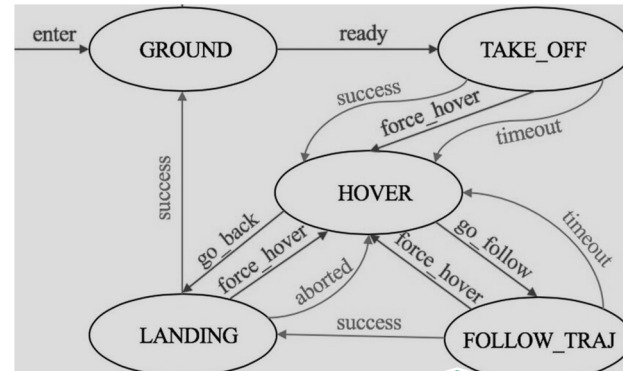 enter
GROUND
ready
TAKE_OFF
success
force_hover
timeout
success
HOVER
go_back
force_hover
aborted
force_hover
go_follow
timeout
LANDING
success
FOLLOW_TRAJ